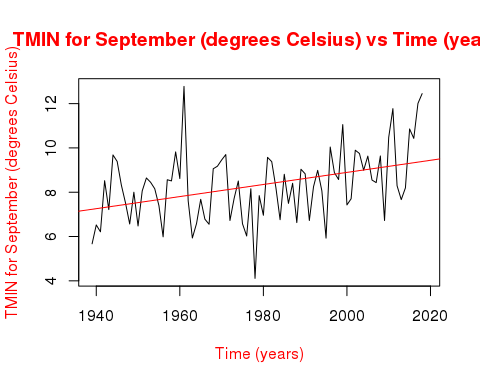 TMIN for September (degrees Celsius) vs Time (yea
TMIN for September (degrees Celsius)
12
10
8
6
4
1940 1960 1980 2000 2020
Time (years)